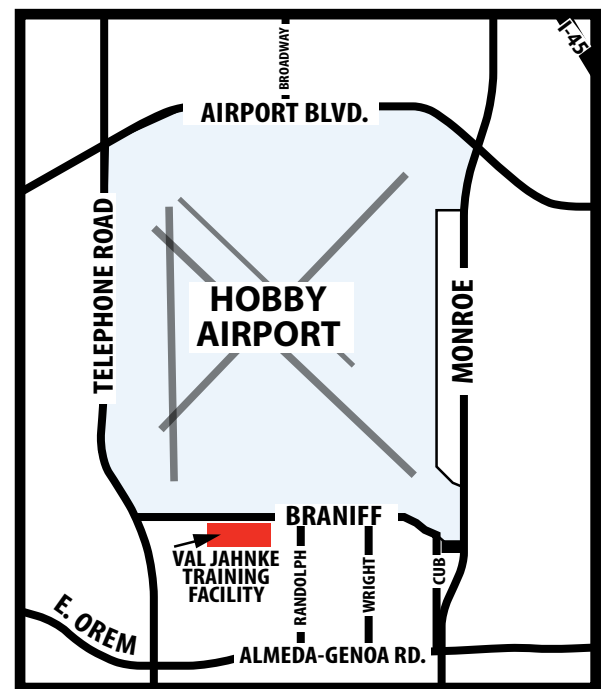 I-45
BROADWAY
AIRPORT BLVD.
TELEPHONE ROAD
HOBBY
AIRPORT
MONROE
BRANIFF
VAL JAHNKE
TRAINING
FACILITY
RANDOLPH
WRIGHT
CUB
E. OREM
ALMEDA-GENOA RD.